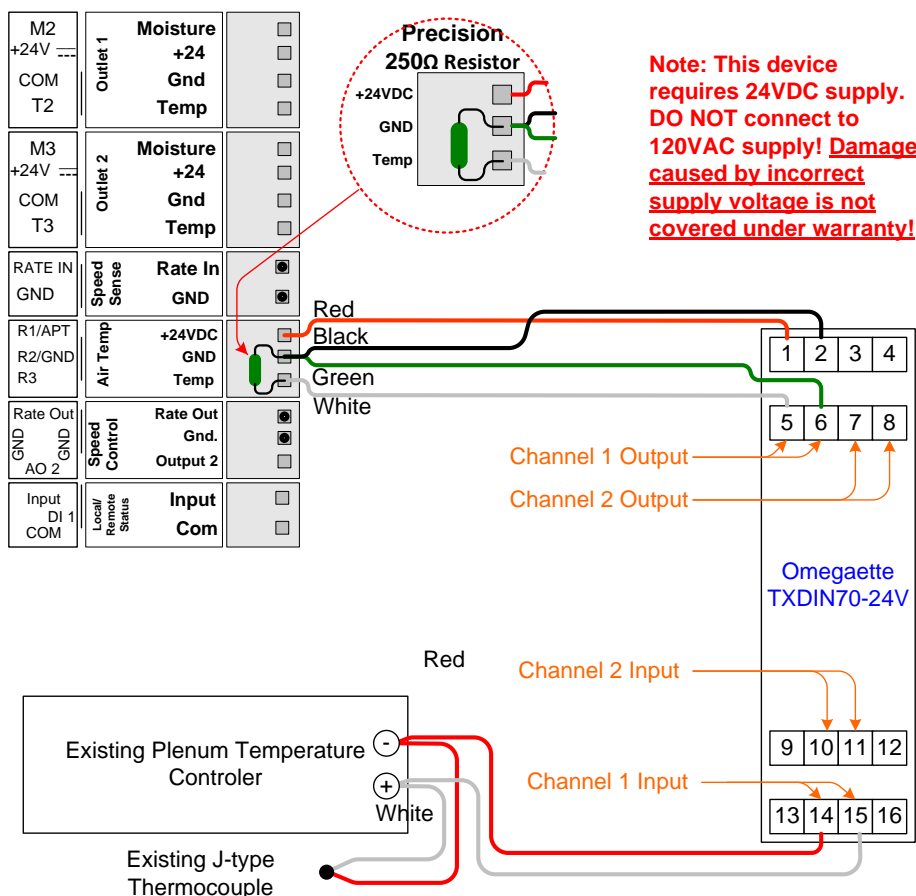 M2
+24V
COM
T2
Outlet 1
Moisture
+24
Gnd
Temp
M3
+24V
COM
T3
Outlet 2
Moisture
+24
Gnd
Temp
RATE IN
GND
Speed
Sense
Rate In
GND
R1/APT
R2/GND
R3
Air Temp
+24VDC
GND
Temp
Rate Out
GND
GND
AO 2
Speed
Control
Rate Out
Gnd.
Output 2
Input
DI 1
COM
Local/
Remote
Status
Input
Com
Precision
250Ω Resistor
+24VDC
GND
Temp
Note: This device
requires 24VDC supply.
DO NOT connect to
120VAC supply! Damage
caused by incorrect
supply voltage is not
covered under warranty!
Red
Black
Green
White
1 2 3 4
5 6 7 8
Channel 1 Output
Channel 2 Output
Omegaette
TXDIN70-24V
Red
Channel 2 Input
9 10 11 12
Channel 1 Input
13 14 15 16
Existing Plenum Temperature
Controler
-
+
White
Existing J-type
Thermocouple